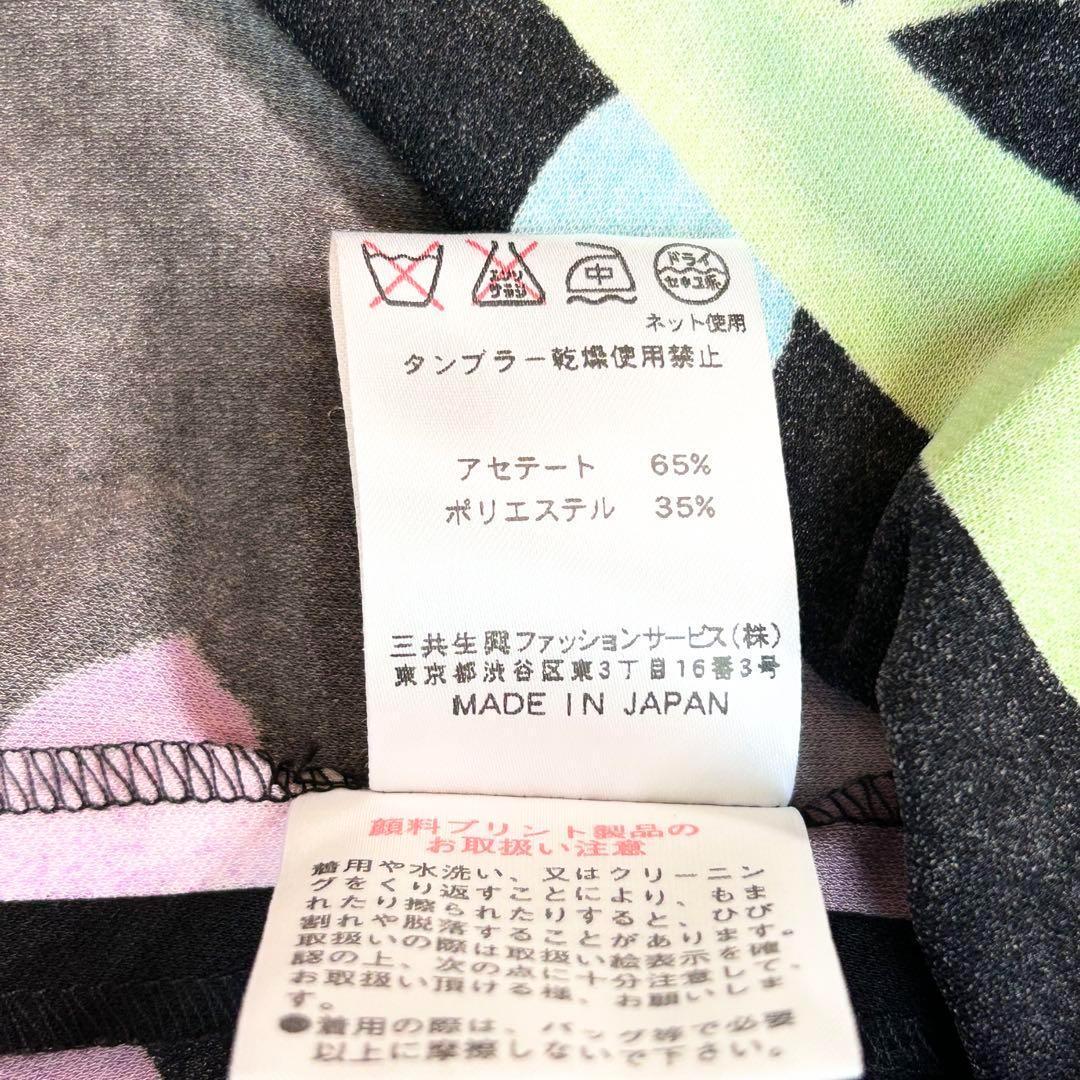 エンソ
サラシ
中
ドライ
セキユ系
ネット使用
タンブラー乾燥使用禁止
アセテート 65%
ポリエステル 35%
三共生興ファッションサービス(株)
東京都渋谷区東3丁目16番3号
MADE IN JAPAN
顔料プリント製品の
お取扱い注意
着用や水洗い、又はクリーニン
グをくり返すことにより、もま
れたり擦られたりすると、ひび
割れや脱落することがあります。
取扱いの際は取扱い絵表示を確
認の上、次の点に十分注意して、
お取扱い頂ける様、お願いしま
す。
●着用の際は、バッグ等で必要
以上に摩擦しないで下さい。